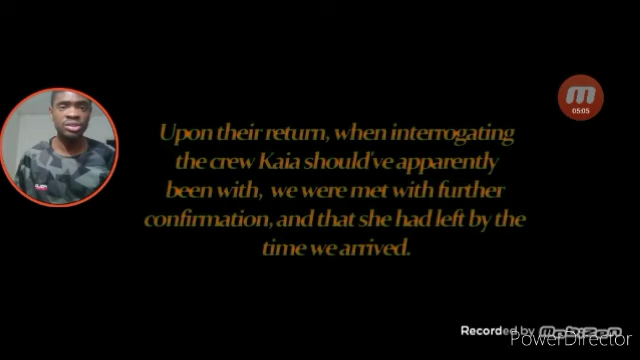 05:05
Upon their return, when interrogating
the crew Kaia should've apparently
been with, we were met with further
confirmation, and that she had left by the
time we arrived.
Recorded by
PowerDirector